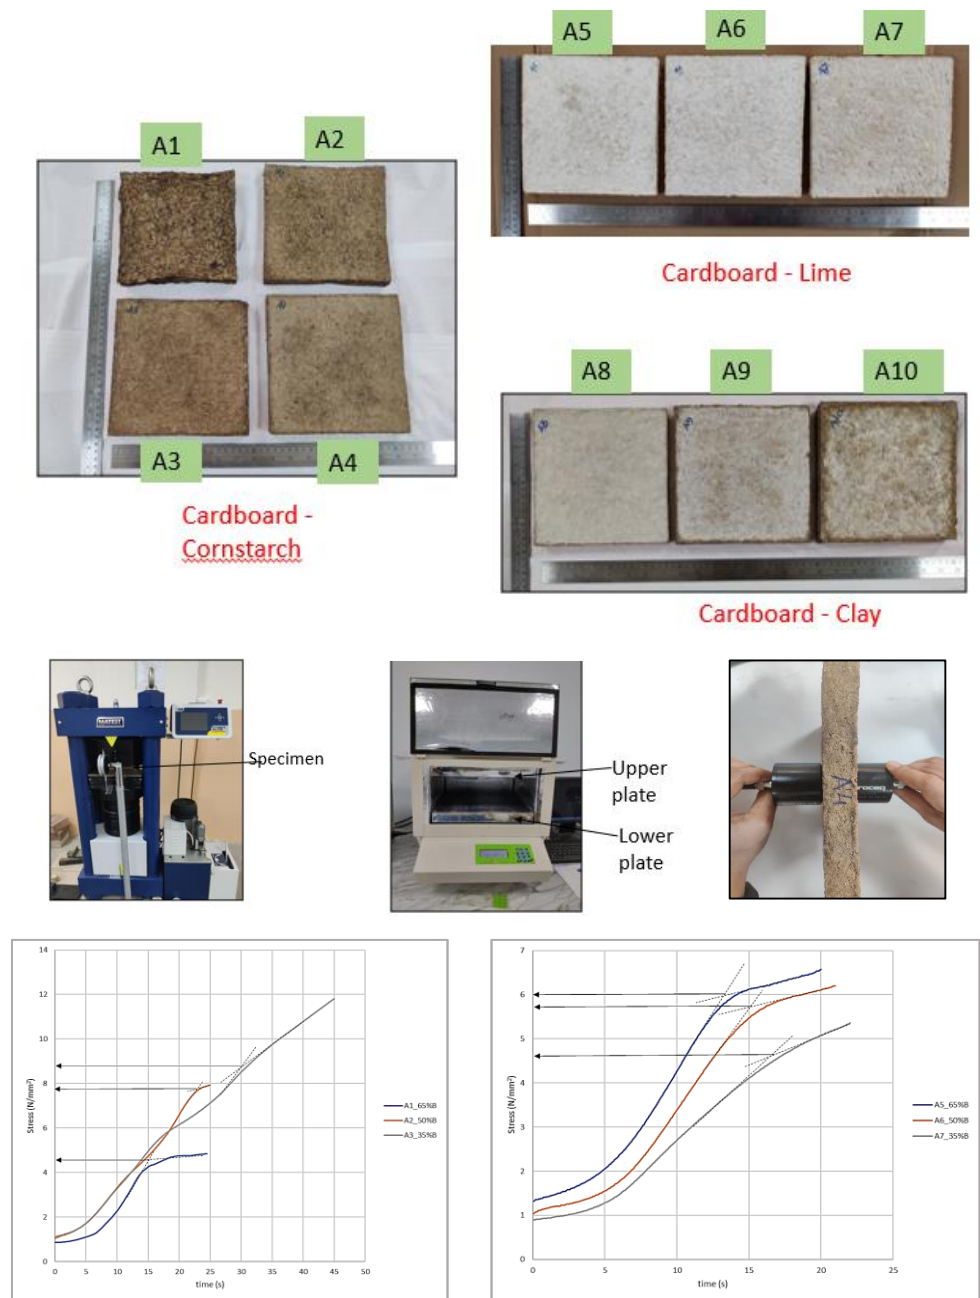 A5
A6
A7
A1
A2
A3
A4
Cardboard - Lime
Cardboard -
Cornstarch
A8
A9
A10
Cardboard - Clay
MATEST
Specimen
Upper
plate
Lower
plate
A4
roceq
14
12
10
8
6
4
2
0
Stress (N/mm²)
0 5 10 15 20 25 30 35 40 45 50
time (s)
A1_65%B
A2_50%B
A3_35%B
7
6
5
4
3
2
1
0
Stress (N/mm²)
0 5 10 15 20 25
time (s)
A5_65%B
A6_50%B
A7_35%B